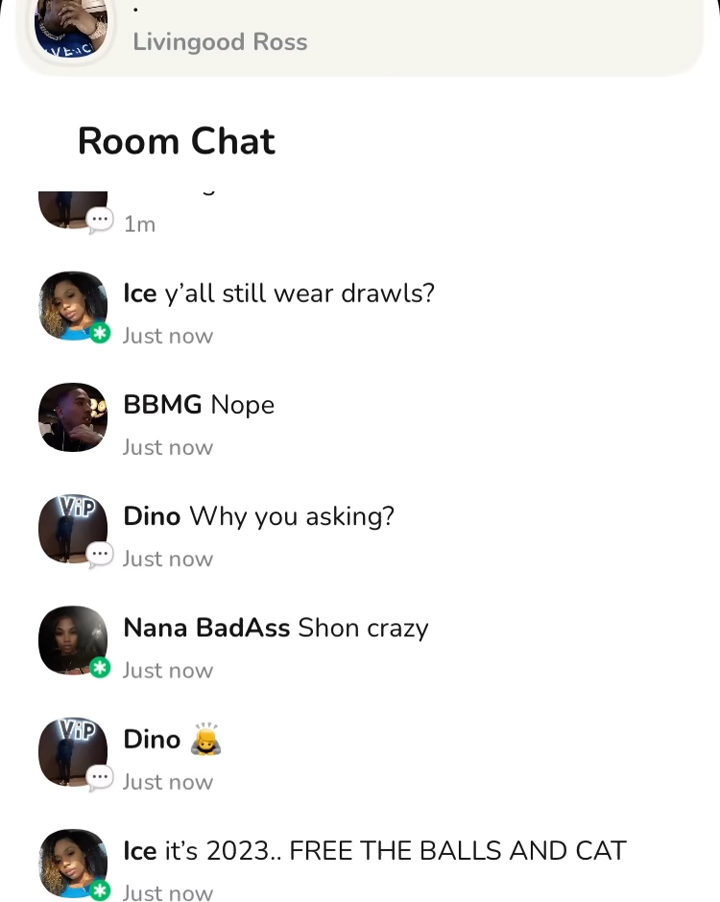 .
Livingood Ross
Room Chat
1m
Ice y’all still wear drawls?
Just now
BBMG Nope
Just now
ViP
Dino Why you asking?
Just now
Nana BadAss Shon crazy
Just now
ViP
Dino 🙇
Just now
Ice it’s 2023.. FREE THE BALLS AND CAT
Just now